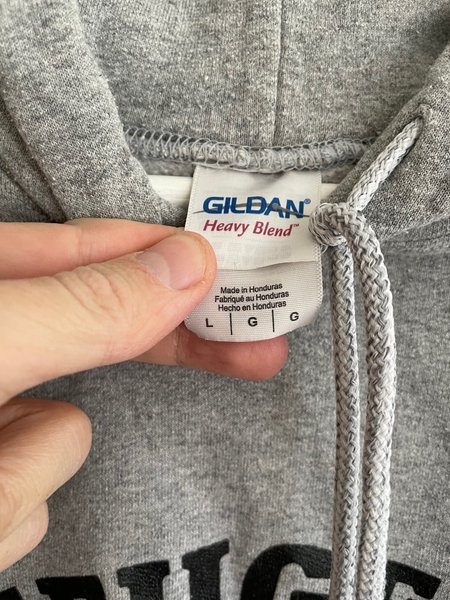 GILDAN®
Heavy Blend™
Made in Honduras
Fabriqué au Honduras
Hecho en Honduras
L | G | G